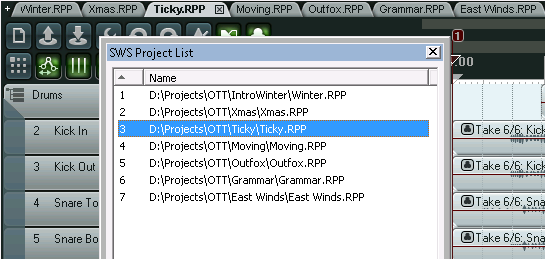 Winter.RPP Xmas.RPP Ticky.RPP Moving.RPP Outfox.RPP Grammar.RPP East Winds.RPP
SWS Project List
1
Name
1 D:\Projects\OTT\IntroWinter\Winter.RPP
2 D:\Projects\OTT\Xmas\Xmas.RPP
3 D:\Projects\OTT\Ticky\Ticky.RPP
4 D:\Projects\OTT\Moving\Moving.RPP
5 D:\Projects\OTT\Outfox\Outfox.RPP
6 D:\Projects\OTT\Grammar\Grammar.RPP
7 D:\Projects\OTT\East Winds\East Winds.RPP
Drums
2 Kick In
Take 6/6: Kick
3 Kick Out
Take 6/6: Kick
4 Snare To
Take 6/6: Sna
5 Snare Bo
Take 6/6: Sna